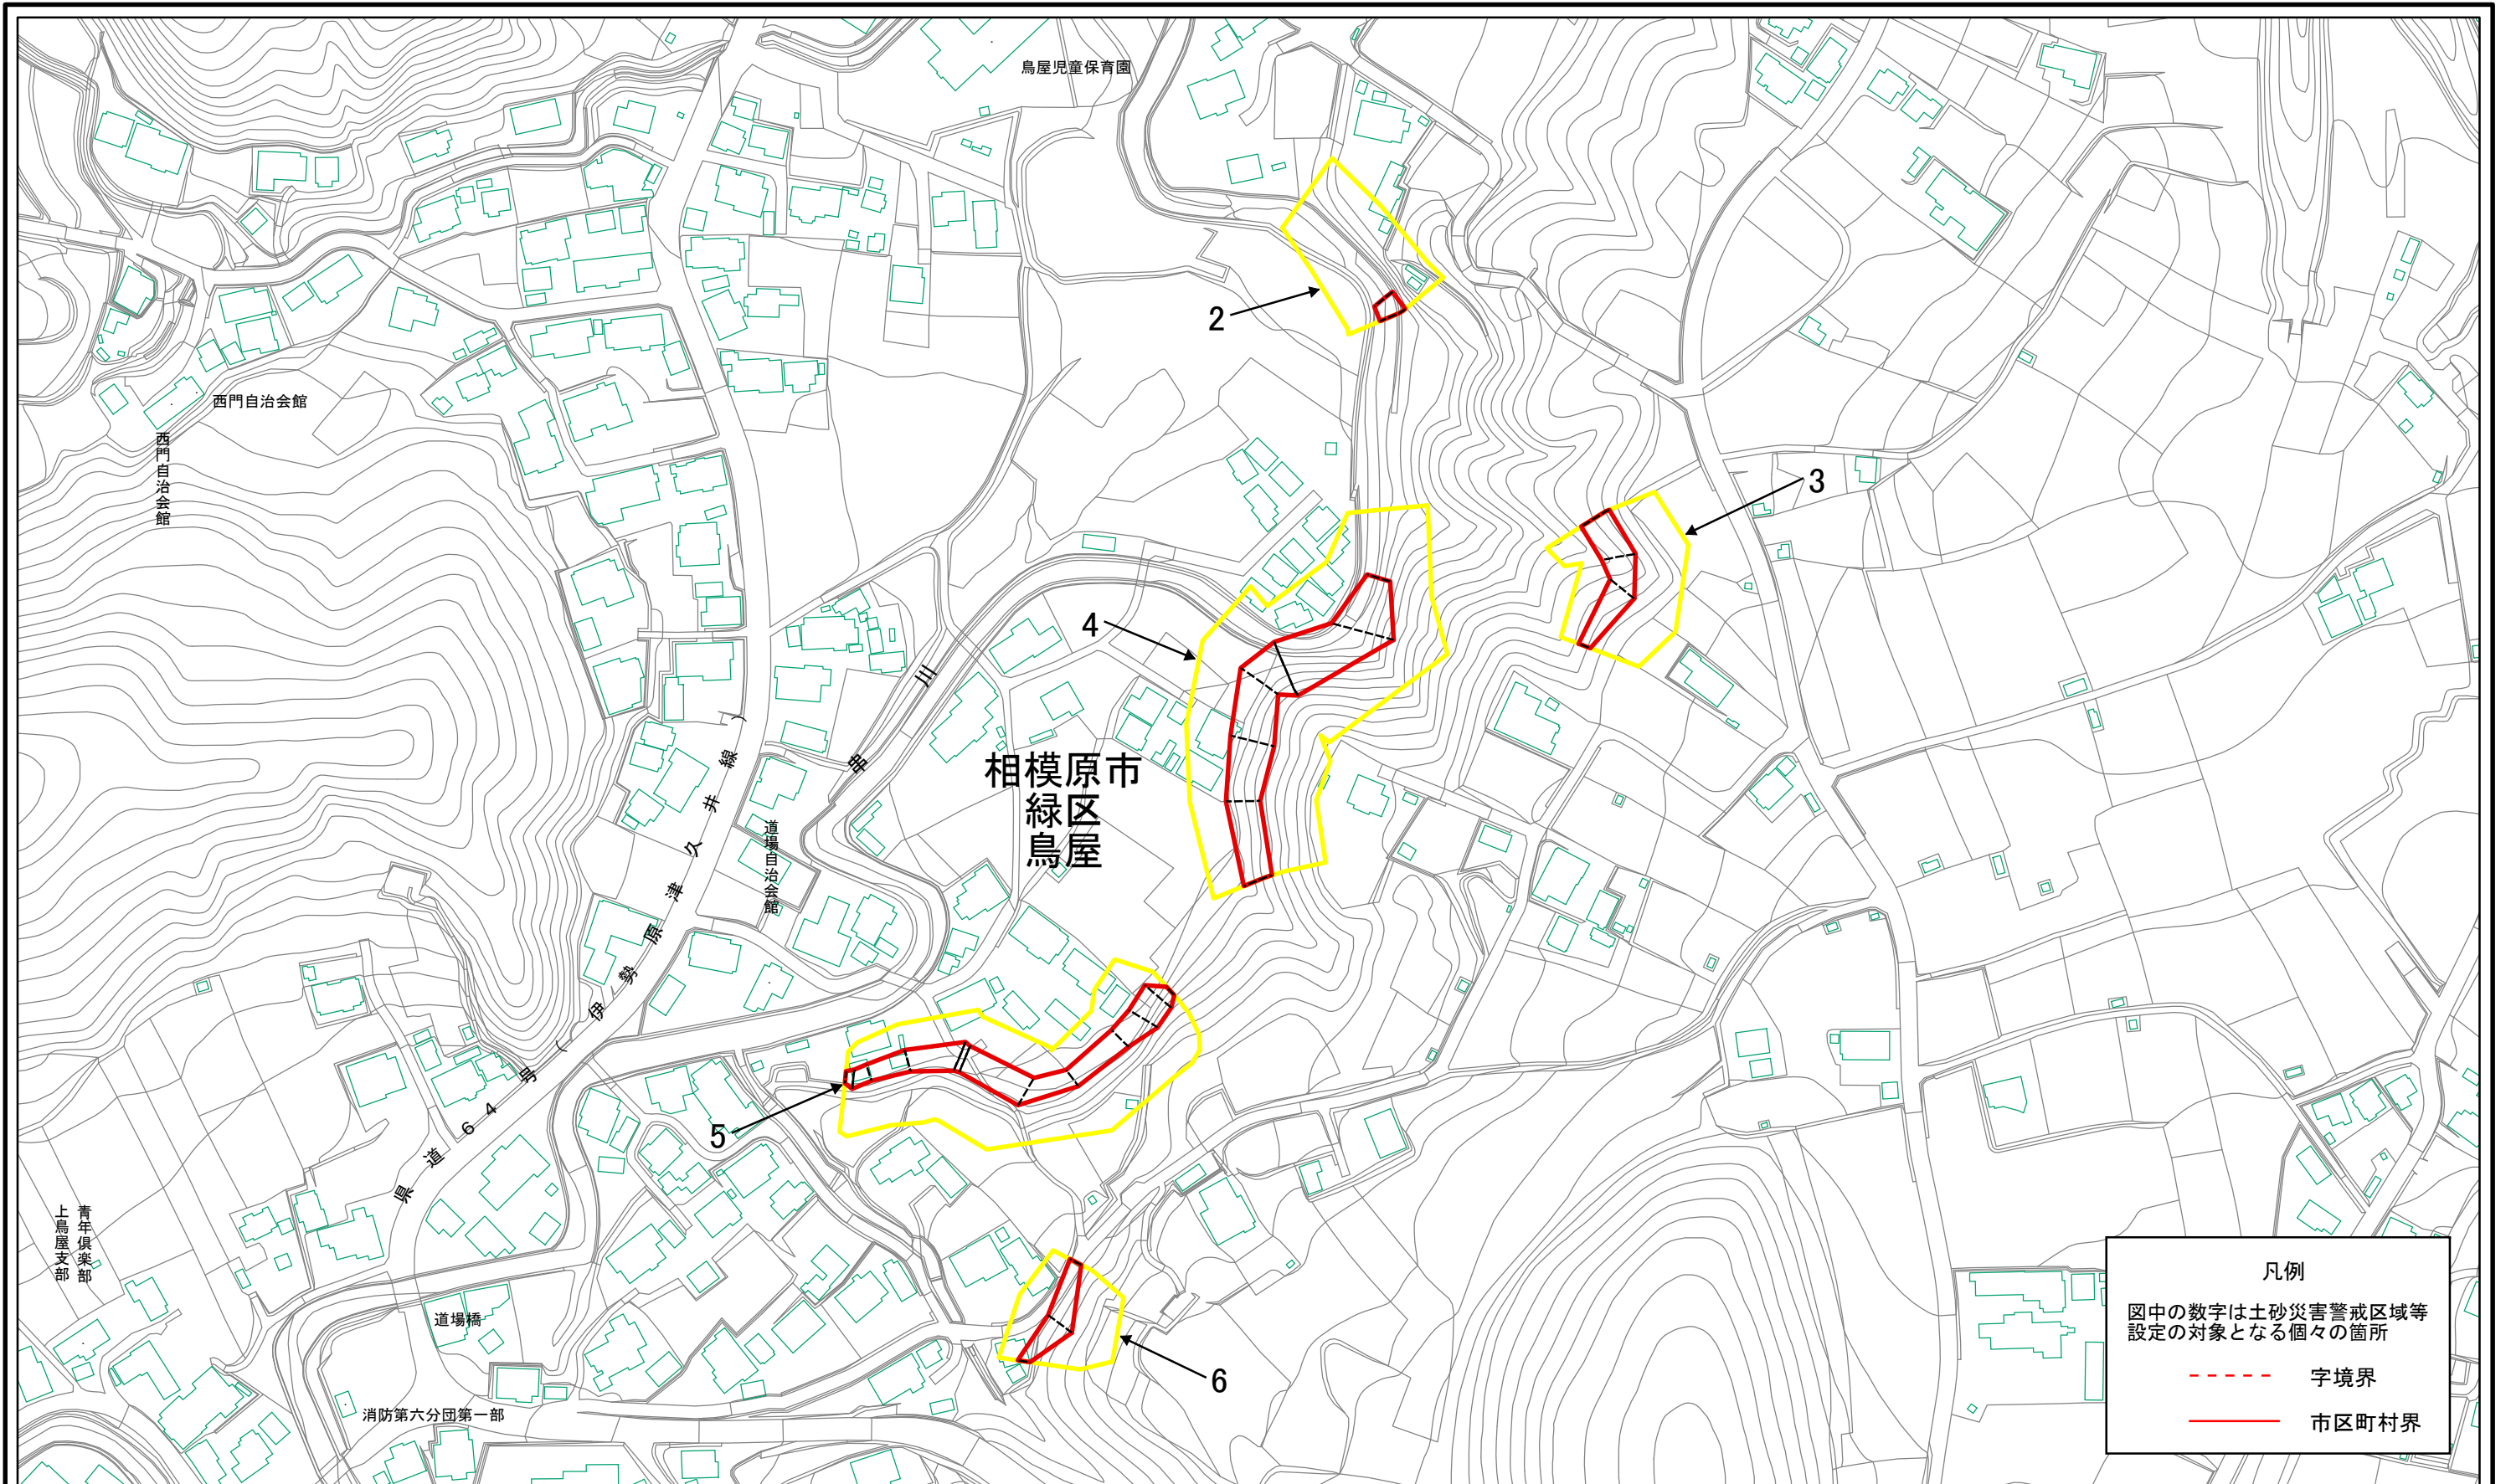 鳥屋児童保育園
2
西門自治会館
西門自治会館
3
4
川
串
相模原市
緑区
鳥屋
道場自治会館
県道64号(伊勢原津久井線)
5
青年倶楽部
上鳥屋支部
道場橋
6
消防第六分団第一部
凡例
図中の数字は土砂災害警戒区域等
設定の対象となる個々の箇所
字境界
市区町村界